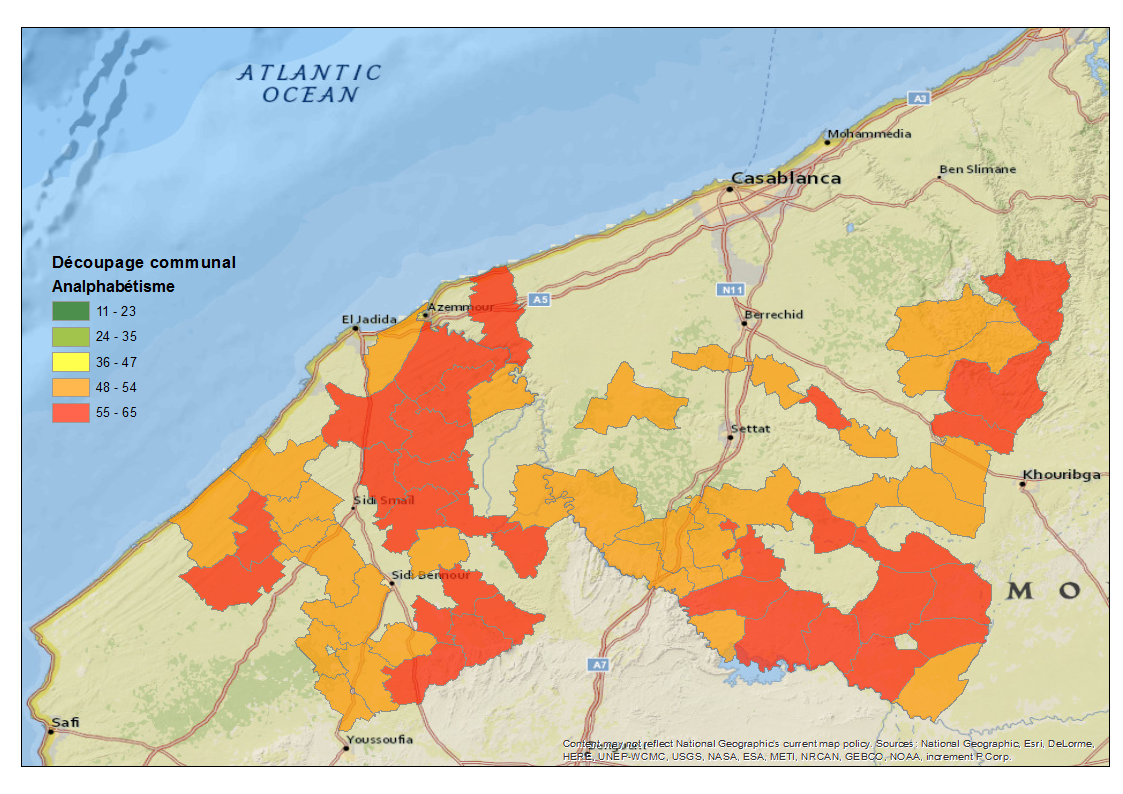 ATLANTIC
OCEAN
A3
Mohammedia
Ben Slimane
Casablanca
Découpage communal
Analphabétisme
11 - 23
24 - 35
36 - 47
48 - 54
55 - 65
N11
A5
Azemmour
El Jadida
Berrechid
Settat
Khouribga
Sidi Smail
Sidi Bennour
M O
A7
Safi
Youssoufia
Content may not reflect National Geographic's current map policy. Sources: National Geographic, Esri, DeLorme,
HERE, UNEP-WCMC, USGS, NASA, ESA, METI, NRCAN, GEBCO, NOAA, increment P Corp.